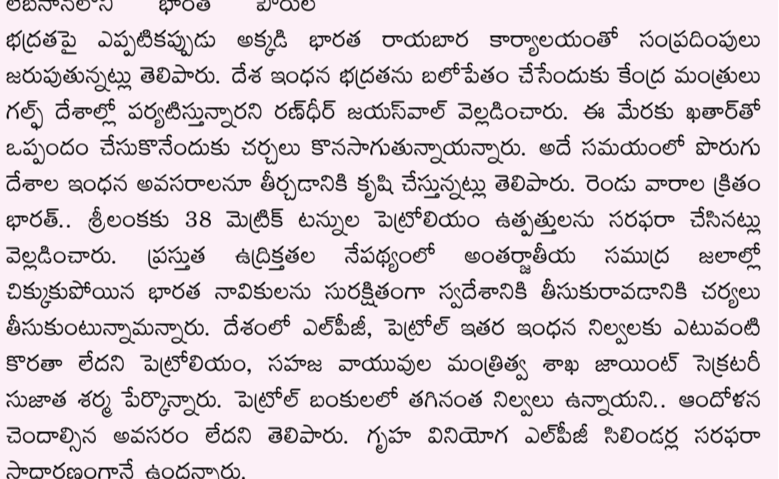 లెబనాన్‌లోని భారత పౌరుల
భద్రతపై ఎప్పటికప్పుడు అక్కడి భారత రాయబార కార్యాలయంతో సంప్రదింపులు
జరుపుతున్నట్లు తెలిపారు. దేశ ఇంధన భద్రతను బలోపేతం చేసేందుకు కేంద్ర మంత్రులు
గల్ఫ్ దేశాల్లో పర్యటిస్తున్నారని రణ్‌ధీర్ జయస్‌వాల్ వెల్లడించారు. ఈ మేరకు ఖతార్‌తో
ఒప్పందం చేసుకొనేందుకు చర్చలు కొనసాగుతున్నాయన్నారు. అదే సమయంలో పొరుగు
దేశాల ఇంధన అవసరాలనూ తీర్చడానికి కృషి చేస్తున్నట్లు తెలిపారు. రెండు వారాల క్రితం
భారత్.. శ్రీలంకకు 38 మెట్రిక్ టన్నుల పెట్రోలియం ఉత్పత్తులను సరఫరా చేసినట్లు
వెల్లడించారు. ప్రస్తుత ఉద్రిక్తతల నేపథ్యంలో అంతర్జాతీయ సముద్ర జలాల్లో
చిక్కుకుపోయిన భారత నావికులను సురక్షితంగా స్వదేశానికి తీసుకురావడానికి చర్యలు
తీసుకుంటున్నామన్నారు. దేశంలో ఎల్‌పీజీ, పెట్రోల్ ఇతర ఇంధన నిల్వలకు ఎటువంటి
కొరతా లేదని పెట్రోలియం, సహజ వాయువుల మంత్రిత్వ శాఖ జాయింట్ సెక్రటరీ
సుజాత శర్మ పేర్కొన్నారు. పెట్రోల్ బంకులలో తగినంత నిల్వలు ఉన్నాయని.. ఆందోళన
చెందాల్సిన అవసరం లేదని తెలిపారు. గృహ వినియోగ ఎల్‌పీజీ సిలిండర్ల సరఫరా
సాధారణంగానే ఉందన్నారు.